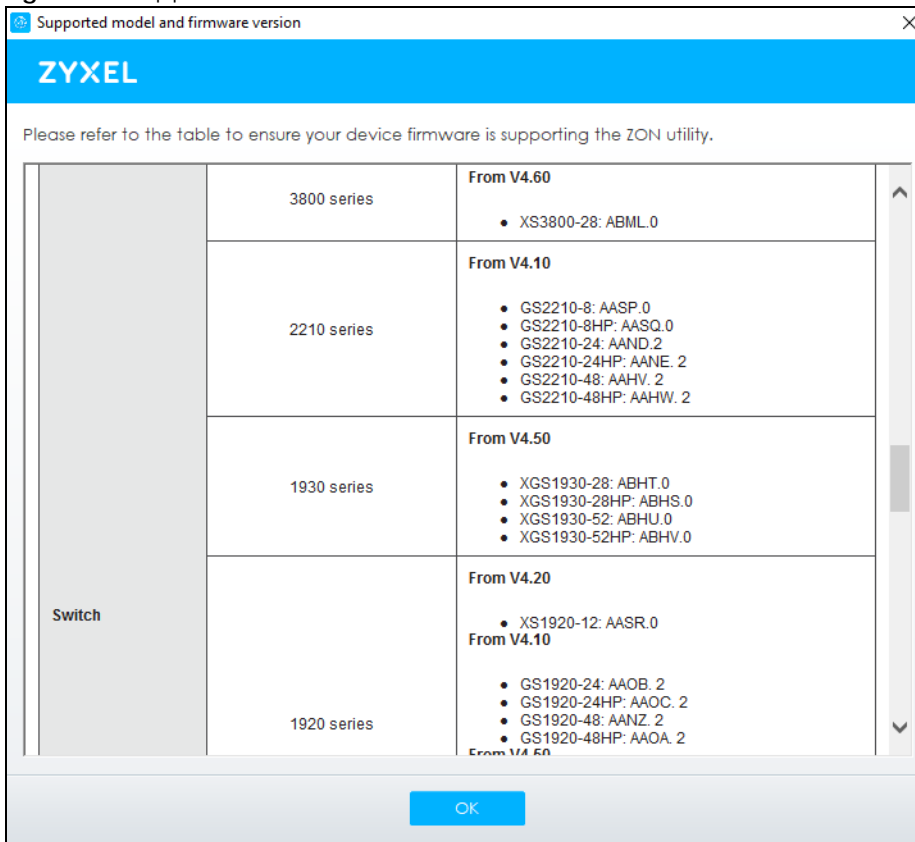 Supported model and firmware version
ZYXEL
Please refer to the table to ensure your device firmware is supporting the ZON utility.
Switch
3800 series
From V4.60
• XS3800-28: ABML.0
2210 series
From V4.10
• GS2210-8: AASP.0
• GS2210-8HP: AASQ.0
• GS2210-24: AAND.2
• GS2210-24HP: AANE. 2
• GS2210-48: AAHV. 2
• GS2210-48HP: AAHW. 2
1930 series
From V4.50
• XGS1930-28: ABHT.0
• XGS1930-28HP: ABHS.0
• XGS1930-52: ABHU.0
• XGS1930-52HP: ABHV.0
1920 series
From V4.20
• XS1920-12: AASR.0
From V4.10
• GS1920-24: AAOB. 2
• GS1920-24HP: AAOC. 2
• GS1920-48: AANZ. 2
• GS1920-48HP: AAOA. 2
From V4.50
OK